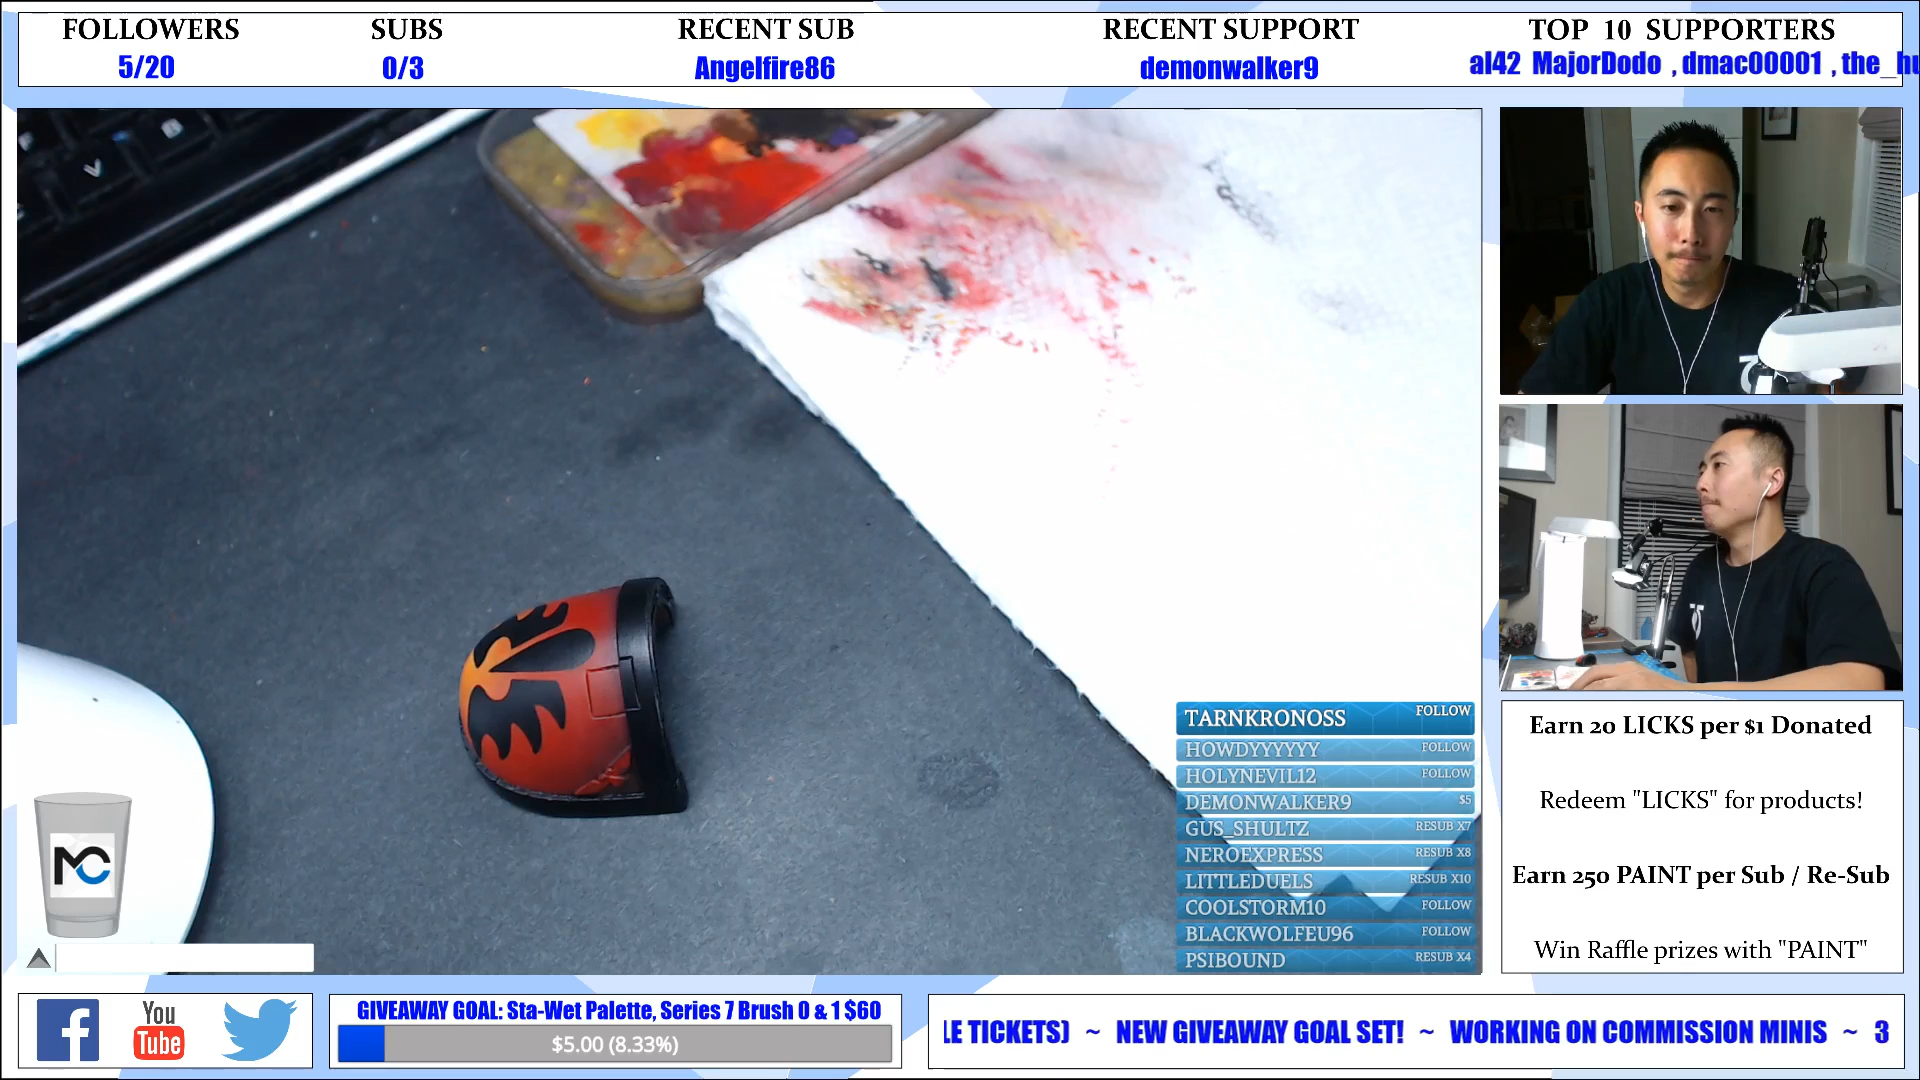 FOLLOWERS
5/20
SUBS
0/3
RECENT SUB
Angelfire86
RECENT SUPPORT
demonwalker9
TOP 10 SUPPORTERS
al42 MajorDodo , dmac00001 , the_hu
V
B
TARNKRONOSS FOLLOW
HOWDYYYYYY FOLLOW
HOLYNEVIL12 FOLLOW
DEMONWALKER9 $5
GUS_SHULTZ RESUB X7
NEROEXPRESS RESUB X8
LITTLEDUELS RESUB X10
COOLSTORM10 FOLLOW
BLACKWOLFEU96 FOLLOW
PSIBOUND RESUB X4
MC
Earn 20 LICKS per $1 Donated
Redeem "LICKS" for products!
Earn 250 PAINT per Sub / Re-Sub
Win Raffle prizes with "PAINT"
f
You
Tube
GIVEAWAY GOAL: Sta-Wet Palette, Series 7 Brush 0 & 1 $60
$5.00 (8.33%)
LE TICKETS) ~ NEW GIVEAWAY GOAL SET! ~ WORKING ON COMMISSION MINIS ~ 3